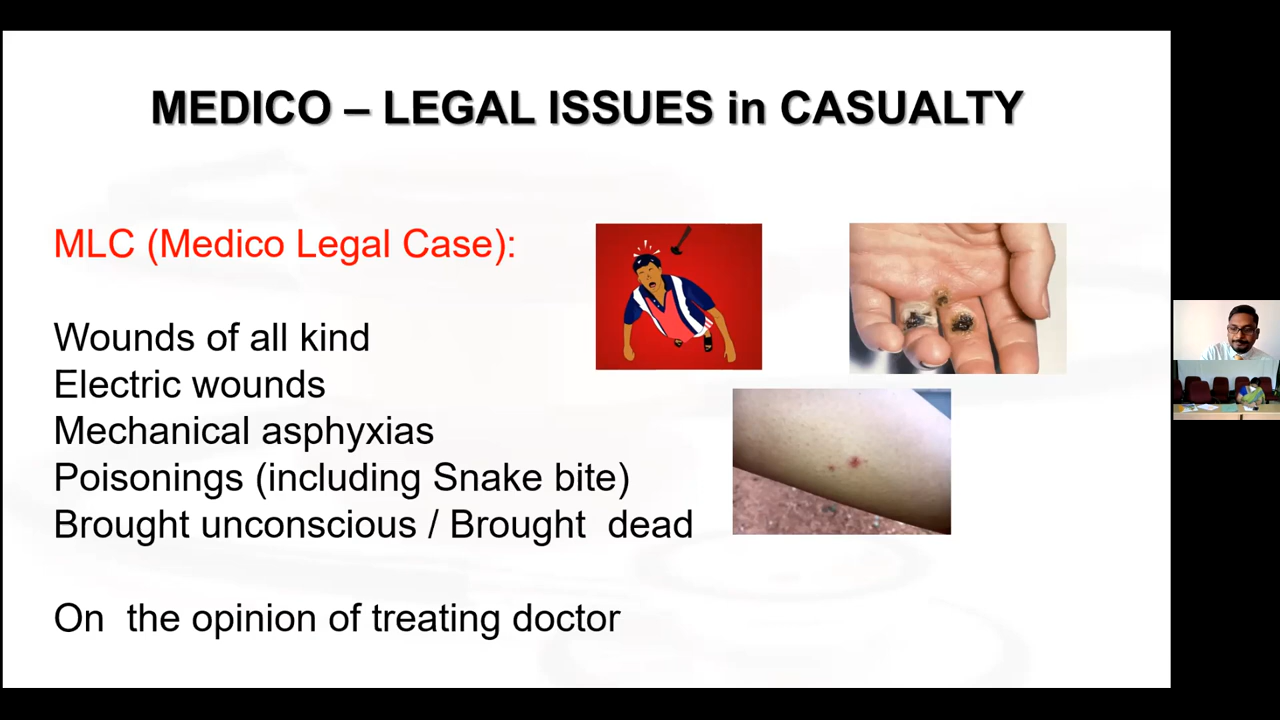 MEDICO – LEGAL ISSUES in CASUALTY
MLC (Medico Legal Case):
Wounds of all kind
Electric wounds
Mechanical asphyxias
Poisonings (including Snake bite)
Brought unconscious / Brought dead
On the opinion of treating doctor